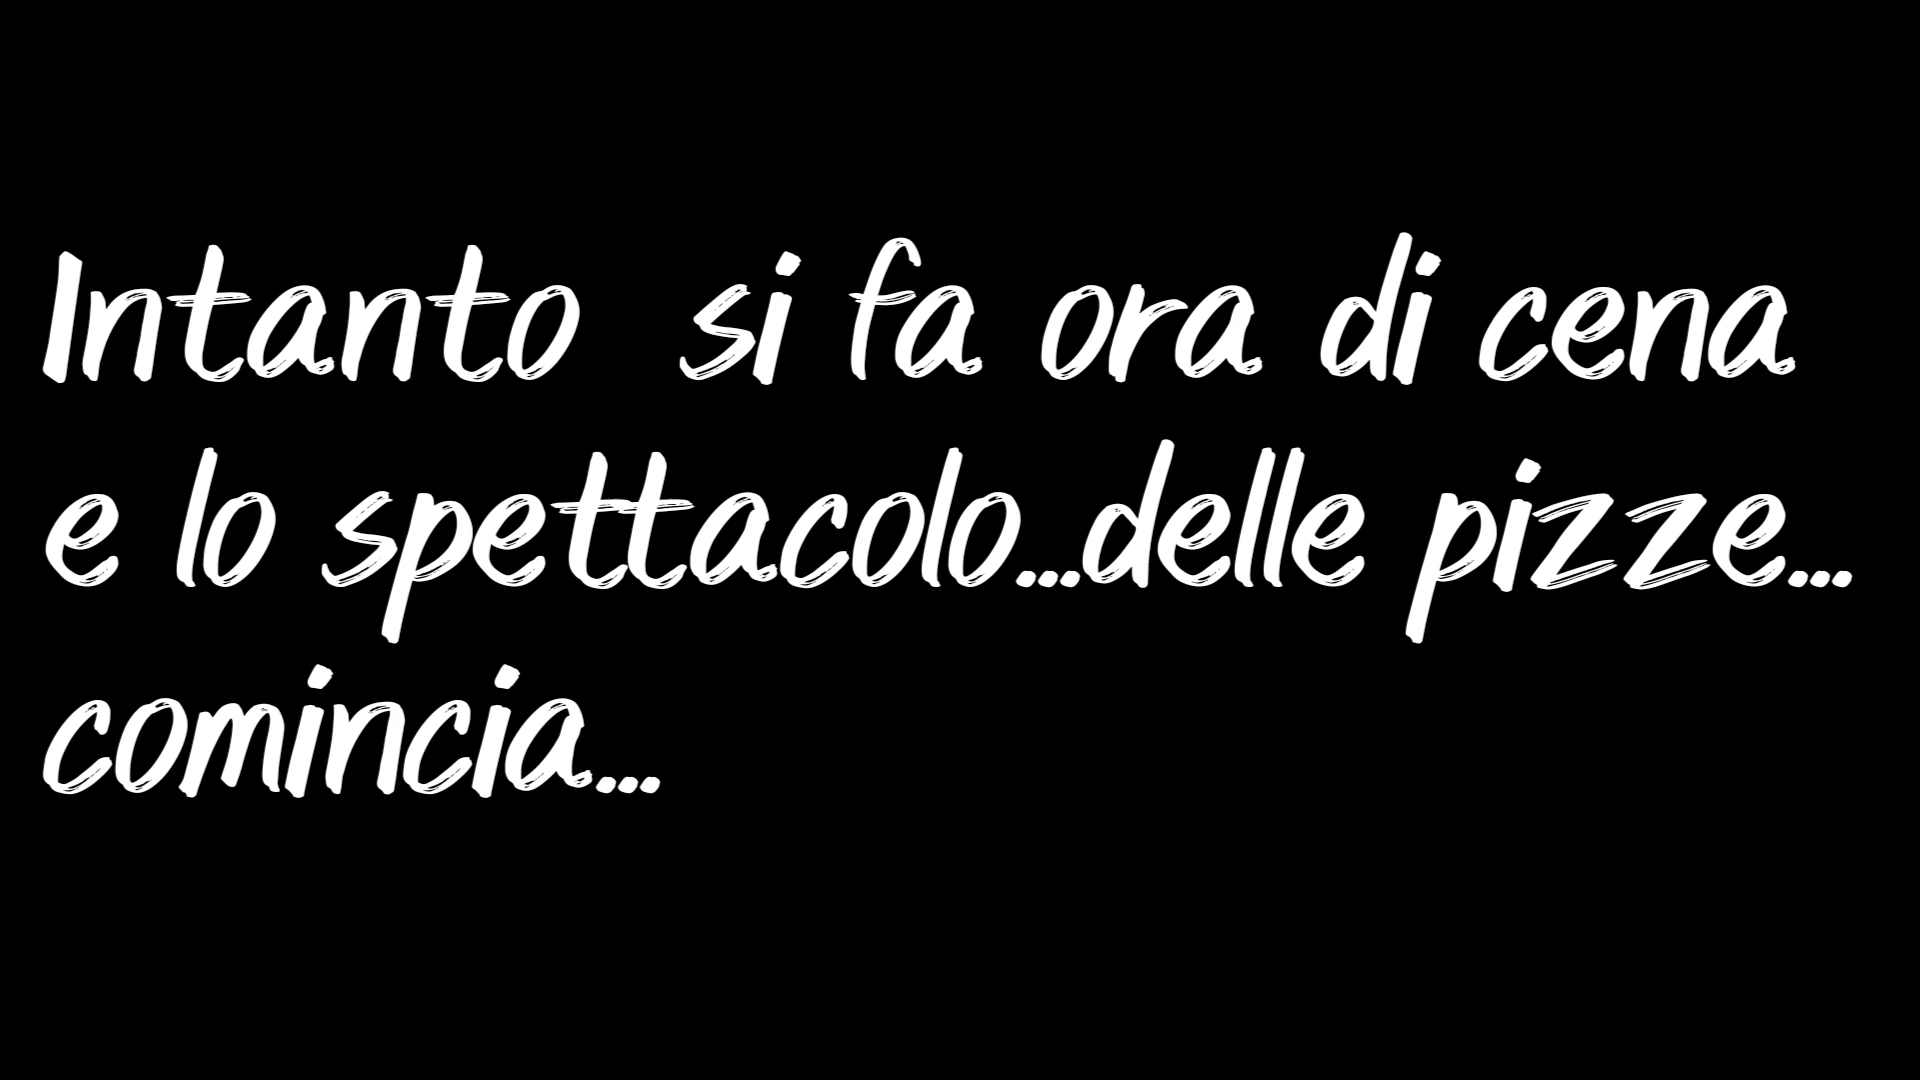 Intanto  si fa ora di cena
e lo spettacolo...delle pizze...
comincia...